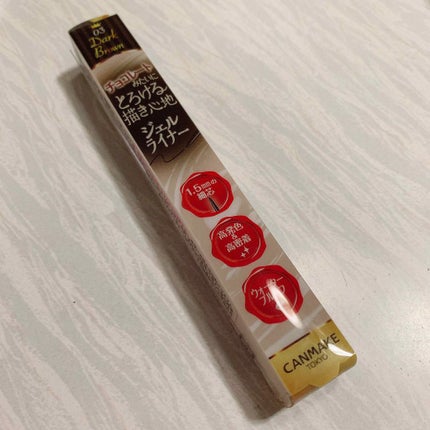 03
Dark
Brown
チョコレート
みたいに
とろける
描き心地
ジェル
ライナー
1.5mmの
細芯
高発色
&
高密着
ウォーター
プルーフ
CANMAKE
TOKYO